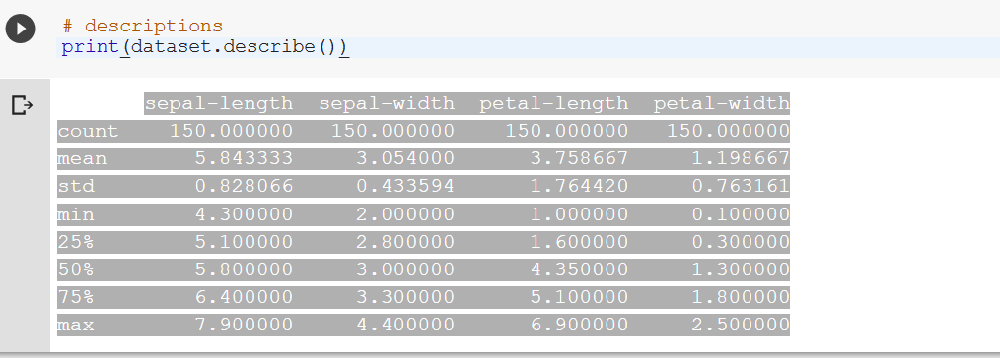 # descriptions
print(dataset.describe())
sepal-length sepal-width petal-length petal-width
count 150.000000 150.000000 150.000000 150.000000
mean 5.843333 3.054000 3.758667 1.198667
std 0.828066 0.433594 1.764420 0.763161
min 4.300000 2.000000 1.000000 0.100000
25% 5.100000 2.800000 1.600000 0.300000
50% 5.800000 3.000000 4.350000 1.300000
75% 6.400000 3.300000 5.100000 1.800000
max 7.900000 4.400000 6.900000 2.500000